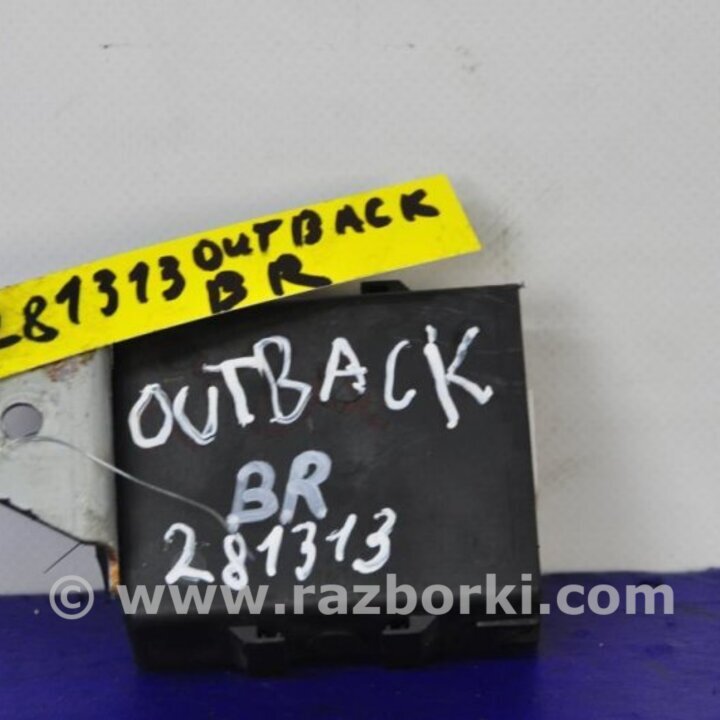 281313 OUTBACK
BR
OUTBACK
BR
281313
© www.razborki.com